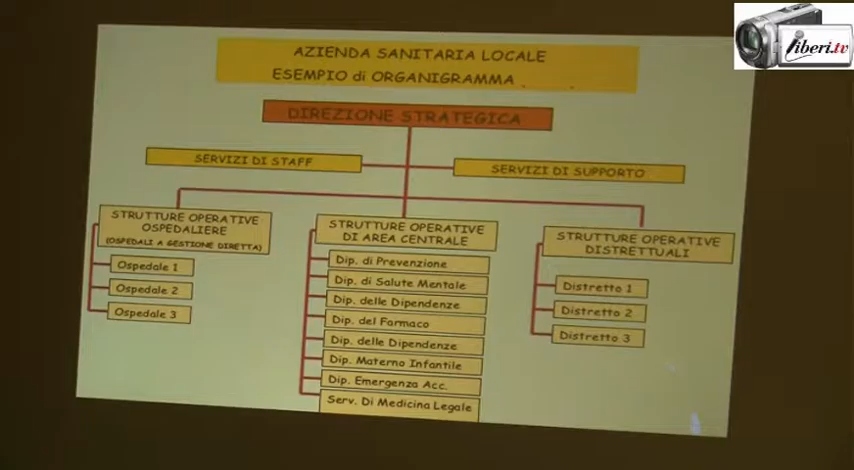 liberi.tv
AZIENDA SANITARIA LOCALE
ESEMPIO di ORGANIGRAMMA
DIREZIONE STRATEGICA
SERVIZI DI STAFF
SERVIZI DI SUPPORTO
STRUTTURE OPERATIVE
OSPEDALIERE
(OSPEDALI A GESTIONE DIRETTA)
Ospedale 1
Ospedale 2
Ospedale 3
STRUTTURE OPERATIVE
DI AREA CENTRALE
Dip. di Prevenzione
Dip. di Salute Mentale
Dip. delle Dipendenze
Dip. del Farmaco
Dip. delle Dipendenze
Dip. Materno Infantile
Dip. Emergenza Acc.
Serv. Di Medicina Legale
STRUTTURE OPERATIVE
DISTRETTUALI
Distretto 1
Distretto 2
Distretto 3